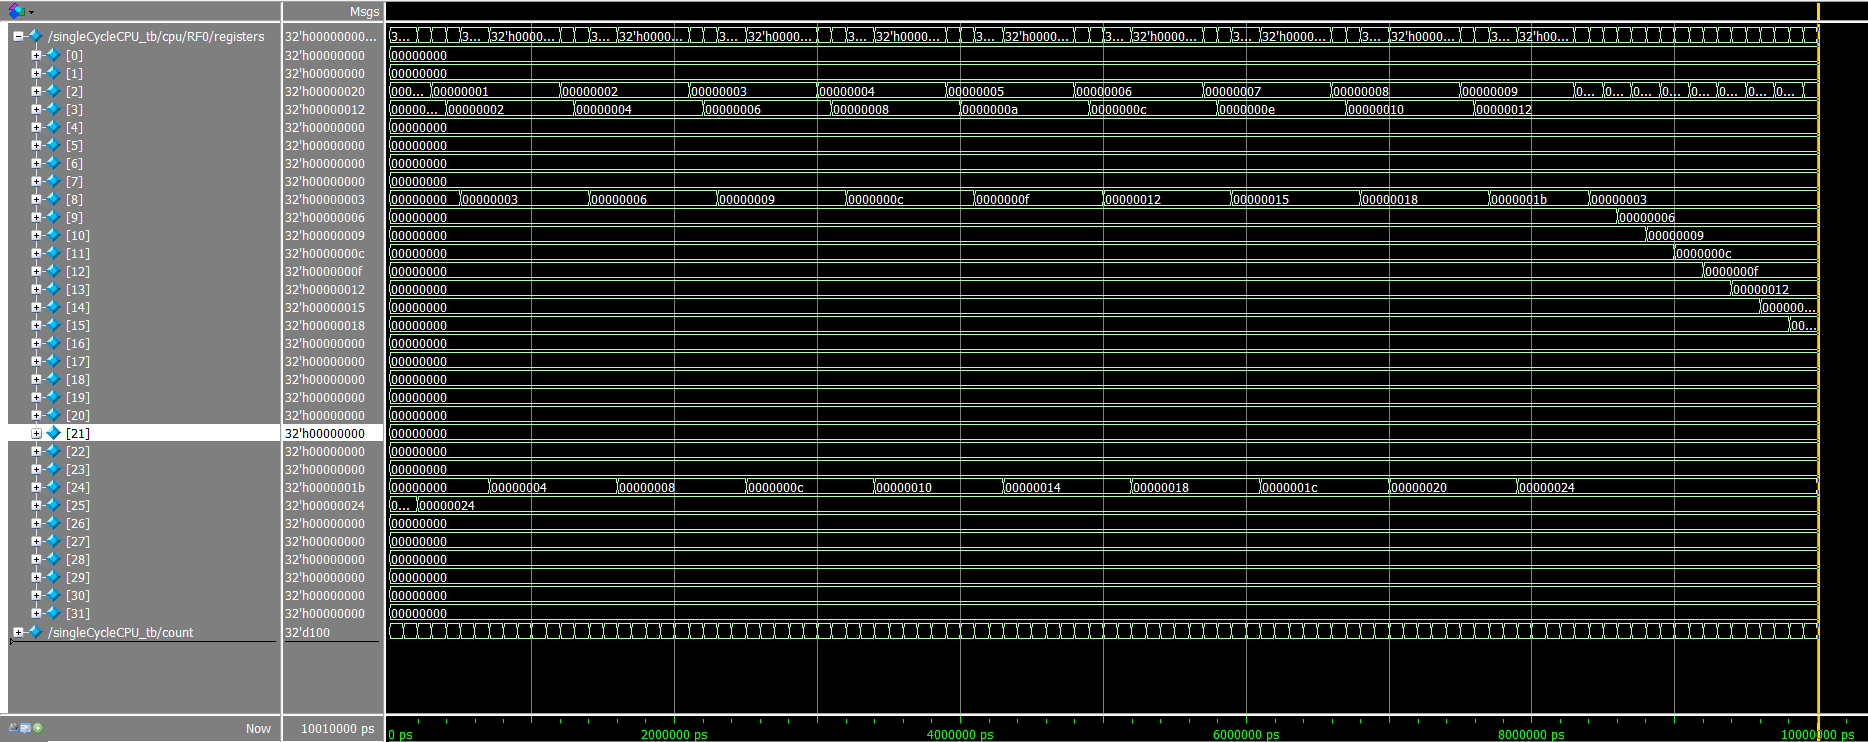 Msgs
/singleCycleCPU_tb/cpu/RF0/registers 32'h00000000... 3... 3... 32'h0000... 3... 32'h0000... 3... 32'h0000... 3... 32'h0000... 3... 32'h0000... 3... 32'h0000... 3... 32'h0000... 3... 32'h00...
[0] 32'h00000000 00000000
[1] 32'h00000000 00000000
[2] 32'h00000020 000... 00000001 00000002 00000003 00000004 00000005 00000006 00000007 00000008 00000009 0... 0... 0... 0... 0... 0... 0... 0...
[3] 32'h00000012 00000... 00000002 00000004 00000006 00000008 0000000a 0000000c 0000000e 00000010 00000012
[4] 32'h00000000 00000000
[5] 32'h00000000 00000000
[6] 32'h00000000 00000000
[7] 32'h00000000 00000000
[8] 32'h00000003 00000000 00000003 00000006 00000009 0000000c 0000000f 00000012 00000015 00000018 0000001b 00000003
[9] 32'h00000006 00000000 00000006
[10] 32'h00000009 00000000 00000009
[11] 32'h0000000c 00000000 0000000c
[12] 32'h0000000f 00000000 0000000f
[13] 32'h00000012 00000000 00000012
[14] 32'h00000015 00000000 000000...
[15] 32'h00000018 00000000 00...
[16] 32'h00000000 00000000
[17] 32'h00000000 00000000
[18] 32'h00000000 00000000
[19] 32'h00000000 00000000
[20] 32'h00000000 00000000
[21] 32'h00000000 00000000
[22] 32'h00000000 00000000
[23] 32'h00000000 00000000
[24] 32'h0000001b 00000000 00000004 00000008 0000000c 00000010 00000014 00000018 0000001c 00000020 00000024
[25] 32'h00000024 0... 00000024
[26] 32'h00000000 00000000
[27] 32'h00000000 00000000
[28] 32'h00000000 00000000
[29] 32'h00000000 00000000
[30] 32'h00000000 00000000
[31] 32'h00000000 00000000
/singleCycleCPU_tb/count 32'd100
Now 10010000 ps 0 ps 2000000 ps 4000000 ps 6000000 ps 8000000 ps 10000000 ps